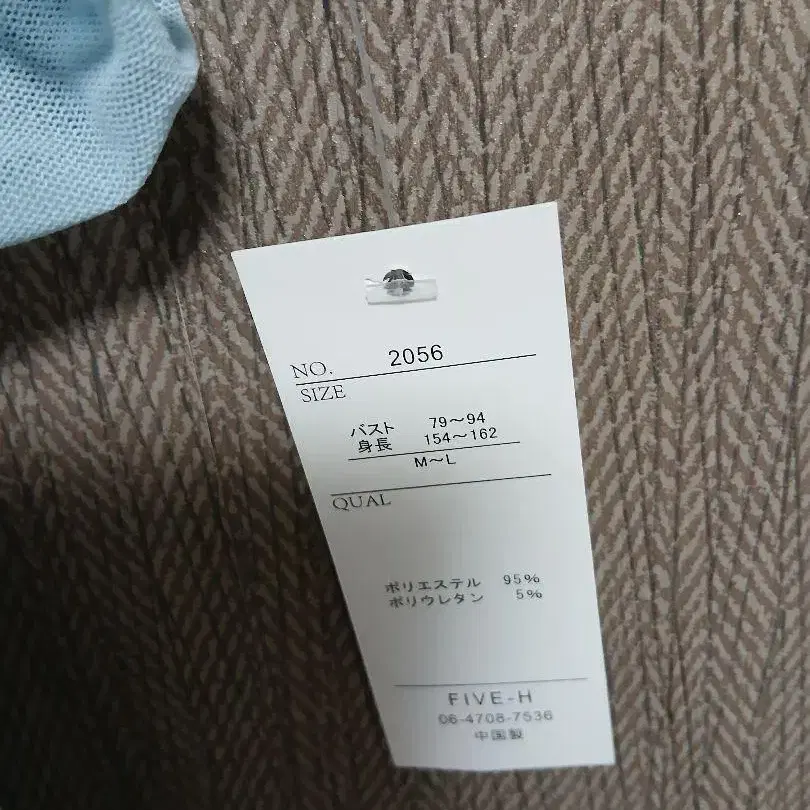 NO. 2056
SIZE
バスト 79～94
身長 154～162
M～L
QUAL
ポリエステル 95%
ポリウレタン 5%
FIVE-H
06-4708-7536
中国製